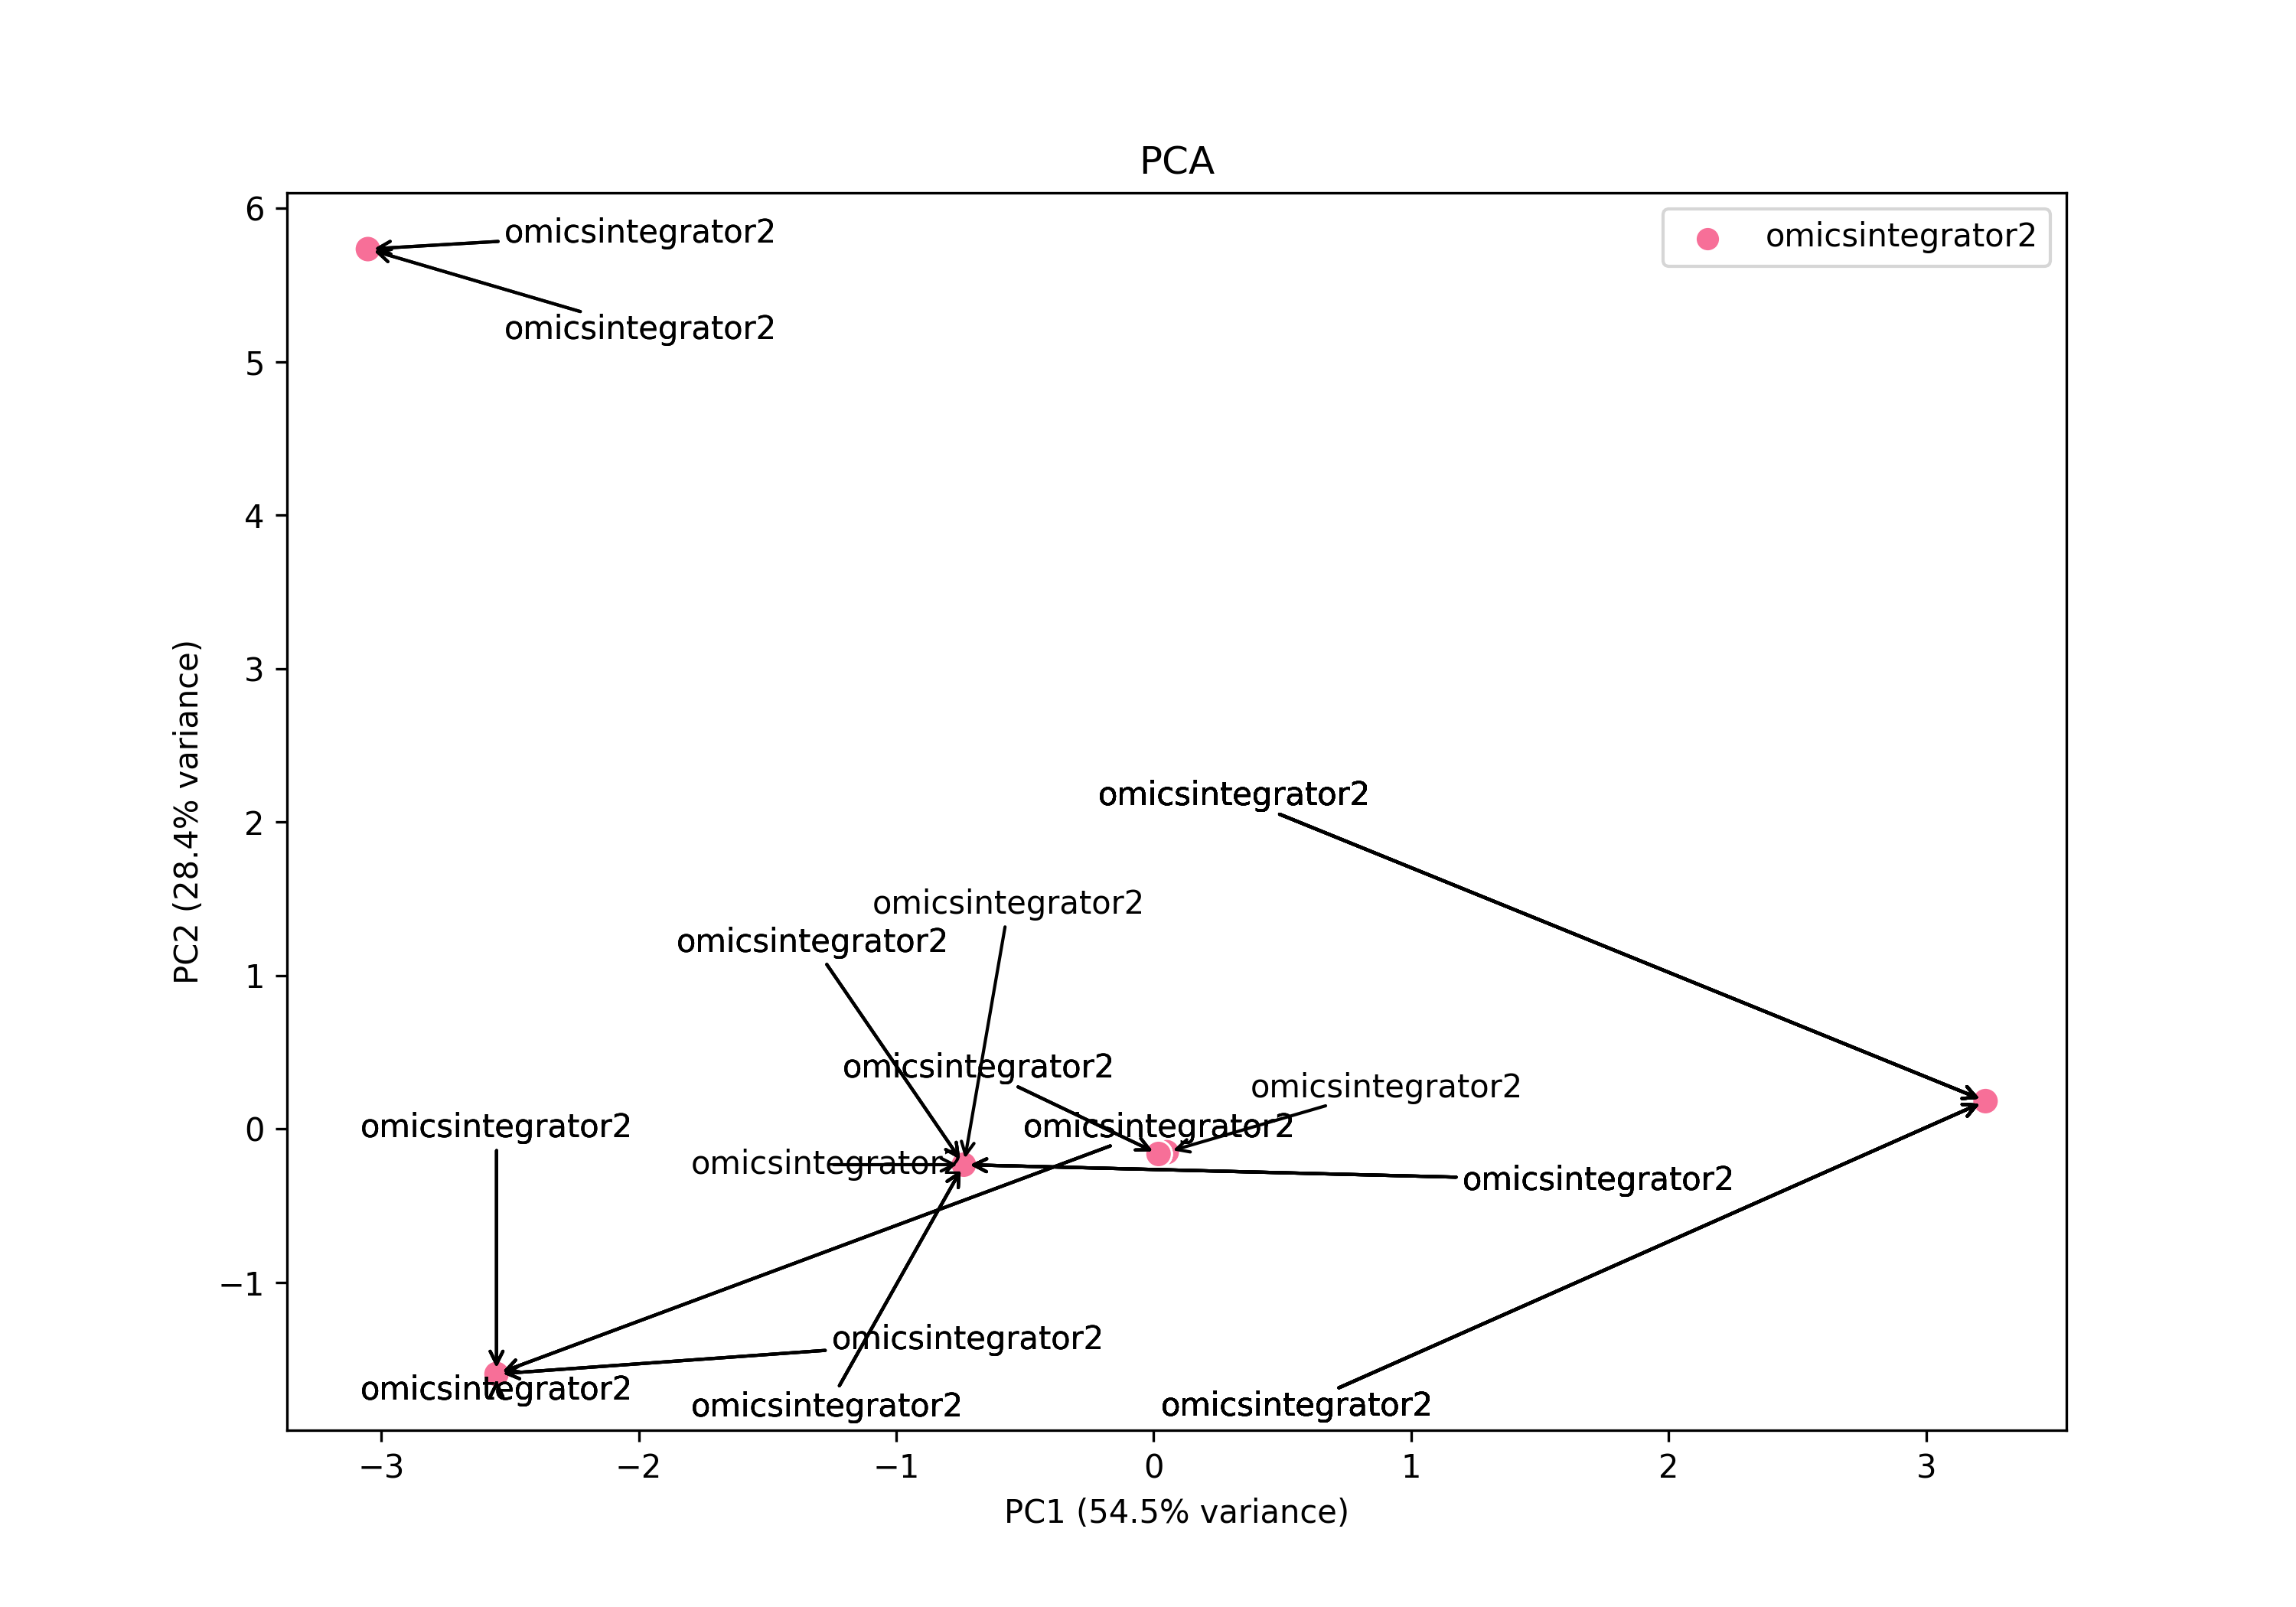 PCA
6
5
4
3
2
1
0
−1
PC2 (28.4% variance)
omicsintegrator2
omicsintegrator2
omicsintegrator2
omicsintegrator2
omicsintegrator2
omicsintegrator2
omicsintegrator2
omicsintegrator2
omicsintegrator2
omicsintegrator2
omicsintegrator2
omicsintegrator
omicsintegrator2
omicsintegrator2
omicsintegrator2
omicsintegrator2
omicsintegrator2
−3
−2
−1
0
1
2
3
PC1 (54.5% variance)